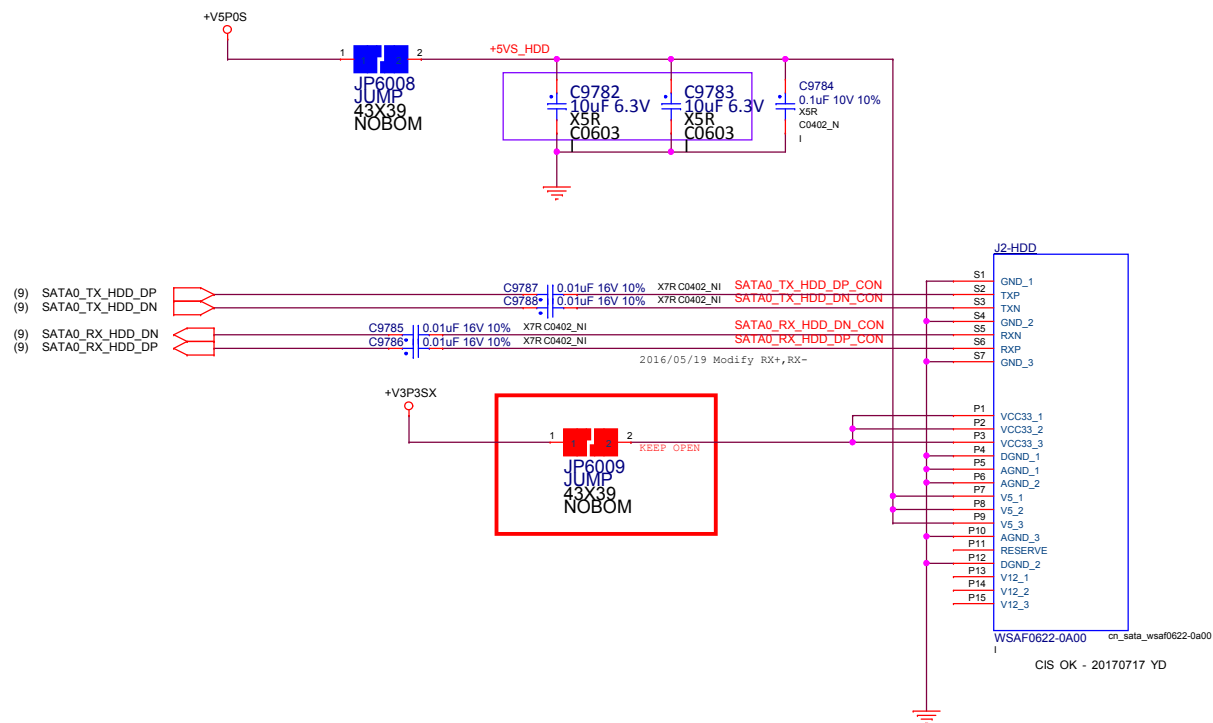 +V5P0S
1 1 2 2
JP6008
JUMP
43X39
NOBOM
+5VS_HDD
C9782
10uF 6.3V
X5R
C0603
C9783
10uF 6.3V
X5R
C0603
C9784
0.1uF 10V 10%
X5R
C0402_N
I
(9) SATA0_TX_HDD_DP
(9) SATA0_TX_HDD_DN
(9) SATA0_RX_HDD_DN
(9) SATA0_RX_HDD_DP
C9787 0.01uF 16V 10% X7R C0402_NI SATA0_TX_HDD_DP_CON
C9788 0.01uF 16V 10% X7R C0402_NI SATA0_TX_HDD_DN_CON
C9785 0.01uF 16V 10% X7R C0402_NI SATA0_RX_HDD_DN_CON
C9786 0.01uF 16V 10% X7R C0402_NI SATA0_RX_HDD_DP_CON
2016/05/19 Modify RX+,RX-
+V3P3SX
1 1 2 2
KEEP OPEN
JP6009
JUMP
43X39
NOBOM
J2-HDD
S1 GND_1
S2 TXP
S3 TXN
S4 GND_2
S5 RXN
S6 RXP
S7 GND_3
P1 VCC33_1
P2 VCC33_2
P3 VCC33_3
P4 DGND_1
P5 AGND_1
P6 AGND_2
P7 V5_1
P8 V5_2
P9 V5_3
P10 AGND_3
P11 RESERVE
P12 DGND_2
P13 V12_1
P14 V12_2
P15 V12_3
WSAF0622-0A00 cn_sata_wsaf0622-0a00
I
CIS OK - 20170717 YD